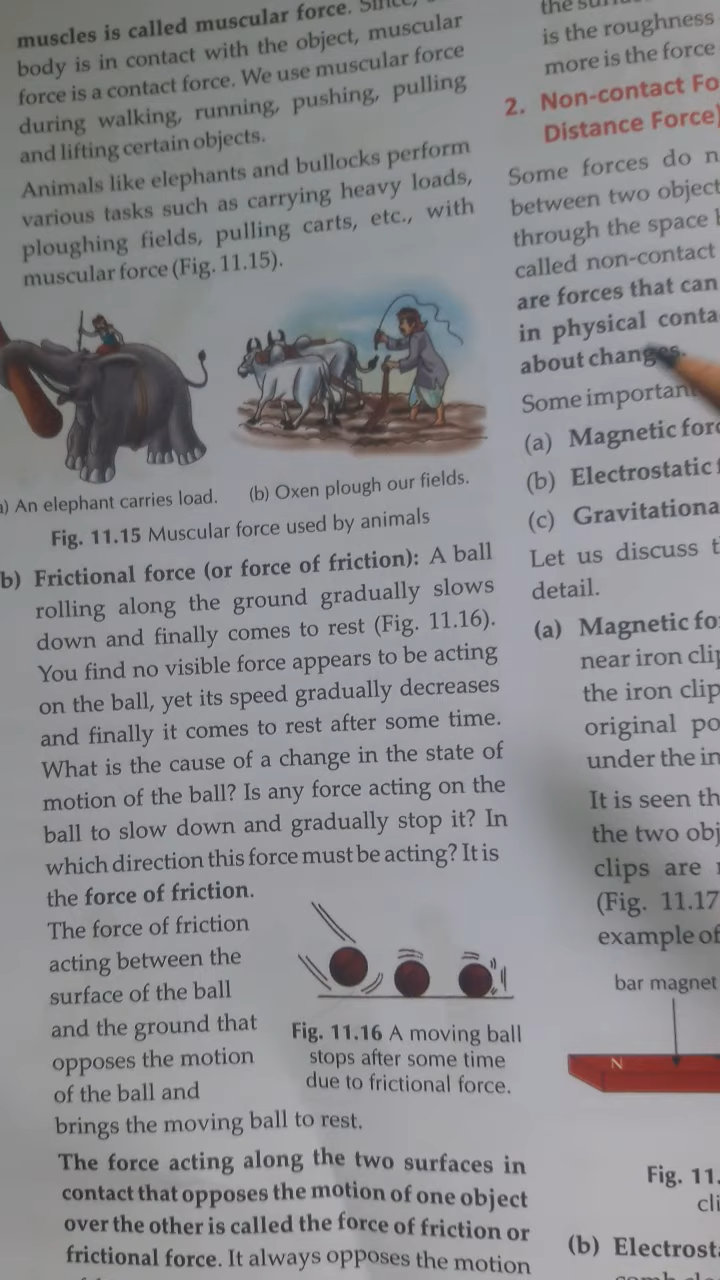 muscles is called muscular force. Since,
body is in contact with the object, muscular
force is a contact force. We use muscular force
during walking, running, pushing, pulling
and lifting certain objects.
Animals like elephants and bullocks perform
various tasks such as carrying heavy loads,
ploughing fields, pulling carts, etc., with
muscular force (Fig. 11.15).
An elephant carries load.
(b) Oxen plough our fields.
Fig. 11.15 Muscular force used by animals
b) Frictional force (or force of friction): A ball
rolling along the ground gradually slows
down and finally comes to rest (Fig. 11.16).
You find no visible force appears to be acting
on the ball, yet its speed gradually decreases
and finally it comes to rest after some time.
What is the cause of a change in the state of
motion of the ball? Is any force acting on the
ball to slow down and gradually stop it? In
which direction this force must be acting? It is
the force of friction.
The force of friction
acting between the
surface of the ball
and the ground that
opposes the motion
of the ball and
brings the moving ball to rest.
Fig. 11.16 A moving ball
stops after some time
due to frictional force.
The force acting along the two surfaces in
contact that opposes the motion of one object
over the other is called the force of friction or
frictional force. It always opposes the motion
the
is the roughness
more is the force
2. Non-contact
Distance Force)
Some forces do
between two
through the space
called non-contact
are forces that can
in physical
about changes.
Some
(a) Magnetic
(b) Electrostatic
(c)
Let us discuss
detail.
(a) Magnetic
near iron
the iron
original
under the
It is seen
the two
clips are
(Fig. 11.17
example of
bar magnet
N
Fig. 11.
(b)